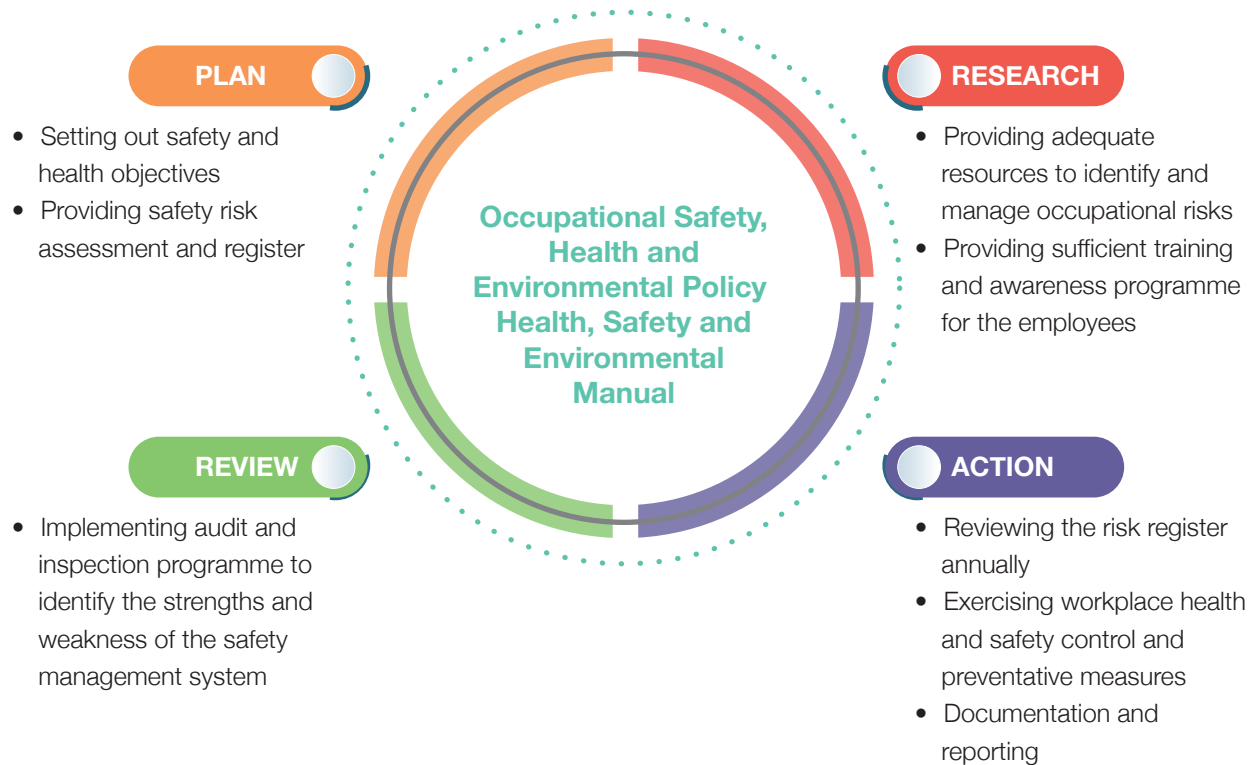 PLAN
• Setting out safety and
health objectives
• Providing safety risk
assessment and register
RESEARCH
• Providing adequate
resources to identify and
manage occupational risks
• Providing sufficient training
and awareness programme
for the employees
Occupational Safety,
Health and
Environmental Policy
Health, Safety and
Environmental
Manual
REVIEW
• Implementing audit and
inspection programme to
identify the strengths and
weakness of the safety
management system
ACTION
• Reviewing the risk register
annually
• Exercising workplace health
and safety control and
preventative measures
• Documentation and
reporting